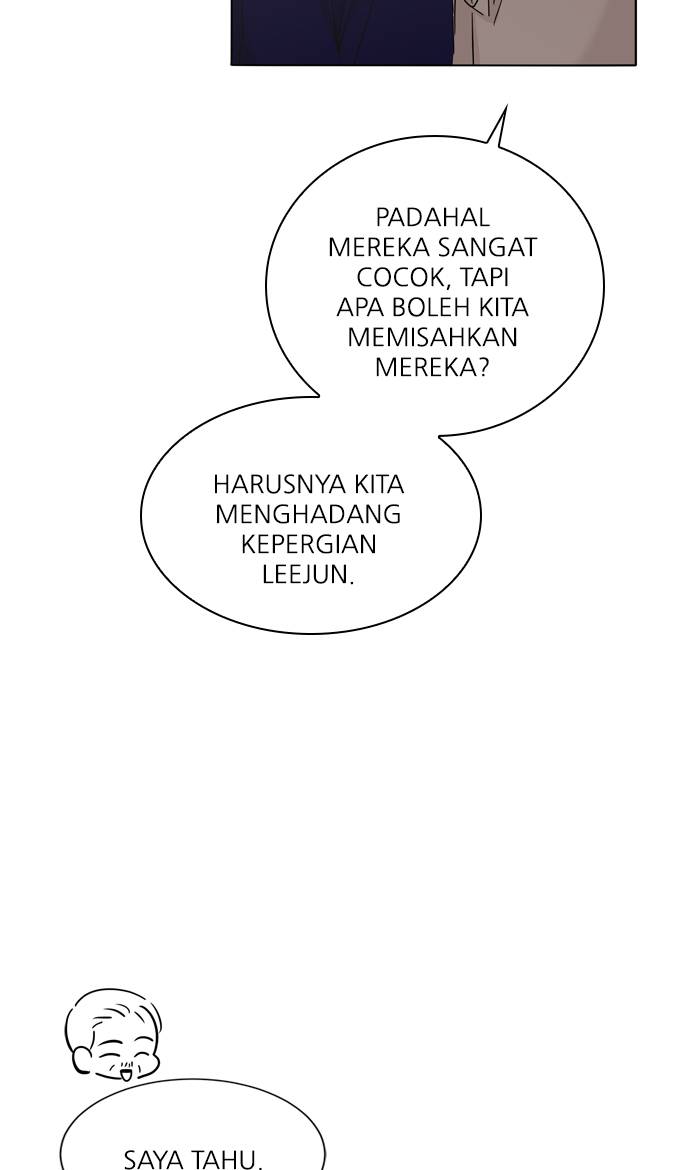 PADAHAL
MEREKA SANGAT
COCOK, TAPI
APA BOLEH KITA
MEMISAHKAN
MEREKA?
HARUSNYA KITA
MENGHADANG
KEPERGIAN
LEEJUN.
SAYA TAHU.